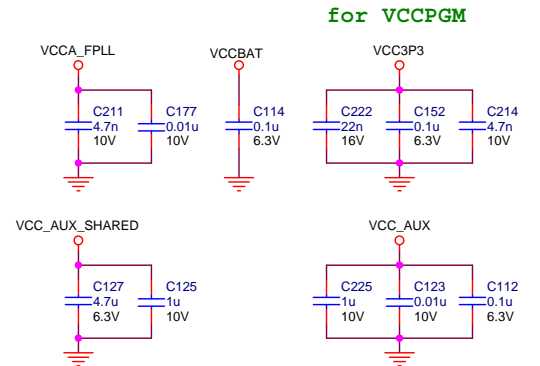 for VCCPGM
VCCA_FPLL
VCCBAT
VCC3P3
C211
4.7n
10V
C177
0.01u
10V
C114
0.1u
6.3V
C222
22n
16V
C152
0.1u
6.3V
C214
4.7n
10V
VCC_AUX_SHARED
VCC_AUX
C127
4.7u
6.3V
C125
1u
10V
C225
1u
10V
C123
0.01u
10V
C112
0.1u
6.3V